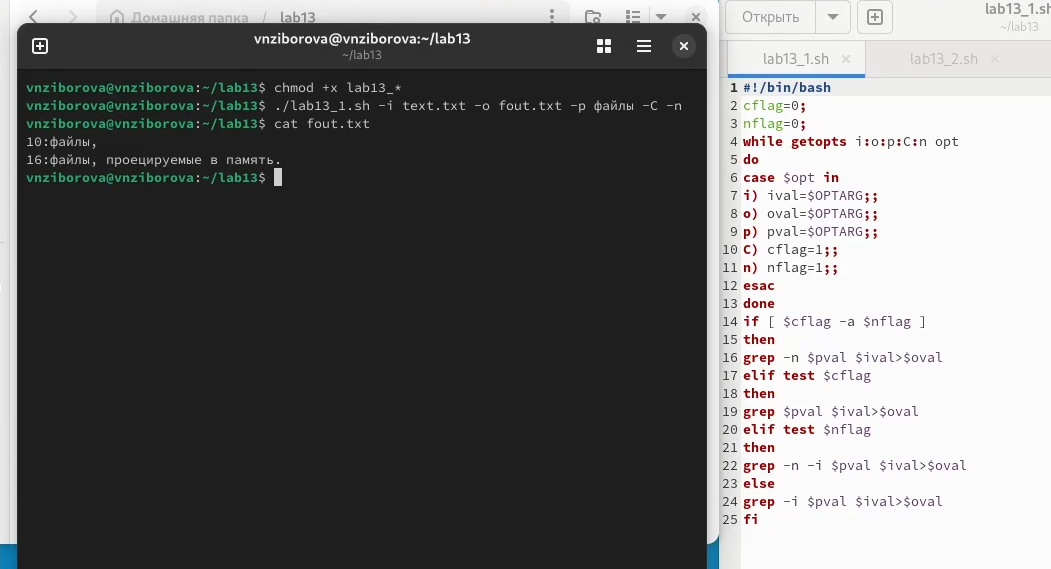 Домашняя папка / lab13
vnziborova@vnziborova:~/lab13
~/lab13
vnziborova@vnziborova:~/lab13$ chmod +x lab13_*
vnziborova@vnziborova:~/lab13$ ./lab13_1.sh -i text.txt -o fout.txt -p файлы -C -n
vnziborova@vnziborova:~/lab13$ cat fout.txt
10:файлы,
16:файлы, проецируемые в память.
vnziborova@vnziborova:~/lab13$
Открыть
lab13_1.sh
~/lab13
lab13_1.sh
lab13_2.sh
1 #!/bin/bash
2 cflag=0;
3 nflag=0;
4 while getopts i:o:p:C:n opt
5 do
6 case $opt in
7 i) ival=$OPTARG;;
8 o) oval=$OPTARG;;
9 p) pval=$OPTARG;;
10 C) cflag=1;;
11 n) nflag=1;;
12 esac
13 done
14 if [ $cflag -a $nflag ]
15 then
16 grep -n $pval $ival>$oval
17 elif test $cflag
18 then
19 grep $pval $ival>$oval
20 elif test $nflag
21 then
22 grep -n -i $pval $ival>$oval
23 else
24 grep -i $pval $ival>$oval
25 fi